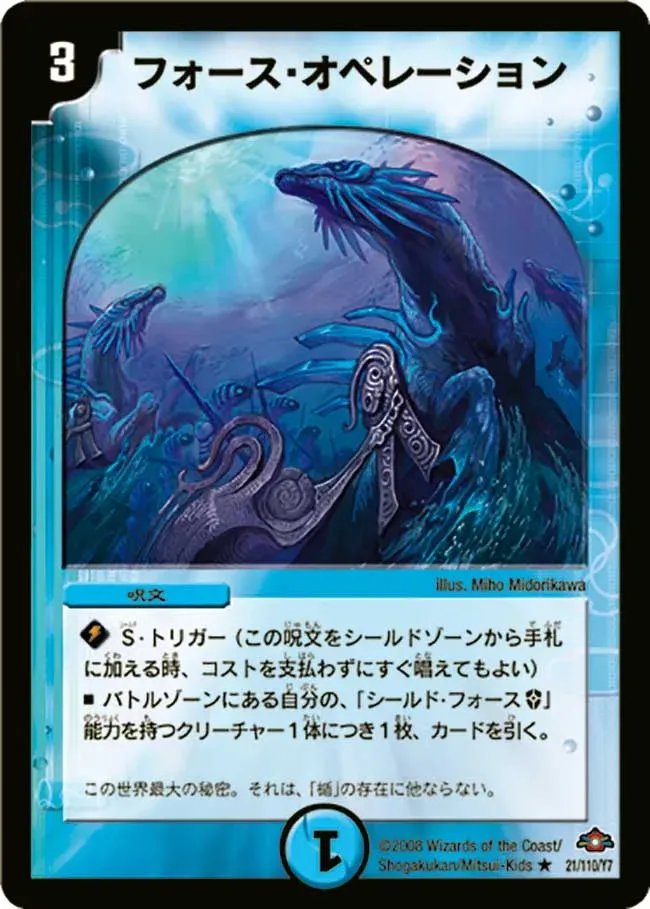 3
フォース・オペレーション
illus. Miho Midorikawa
呪文
S・トリガー（この呪文をシールドゾーンから手札
に加える時、コストを支払わずにすぐ唱えてもよい）
■ バトルゾーンにある自分の、「シールド・フォース」
能力を持つクリーチャー1体につき1枚、カードを引く。
この世界最大の秘密。それは、「楯」の存在に他ならない。
1
©2008 Wizards of the Coast/
Shogakukan/Mitsui-Kids ★ 21/110/Y7